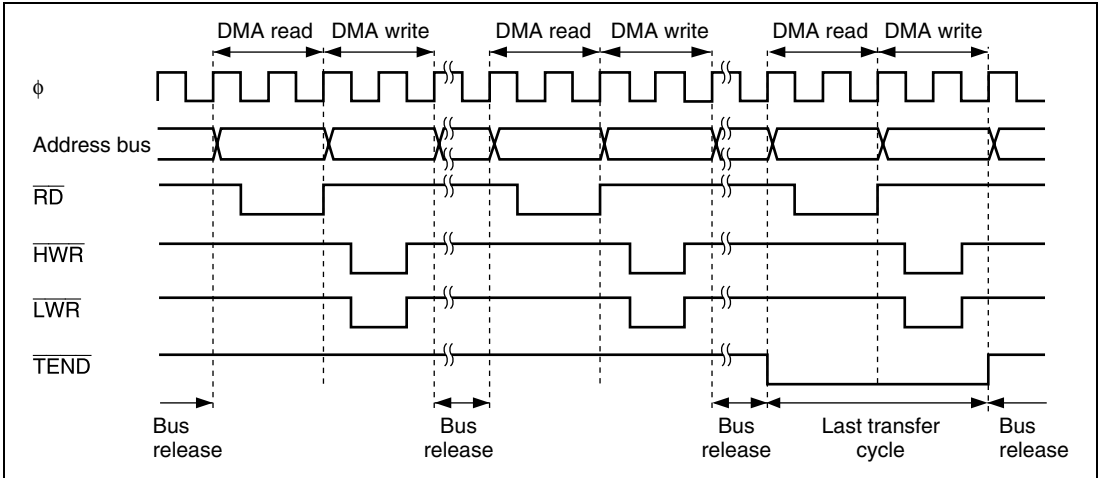 DMA read DMA write DMA read DMA write DMA read DMA write
ϕ
Address bus
RD
HWR
LWR
TEND
Bus release
Bus release
Bus release
Last transfer cycle
Bus release